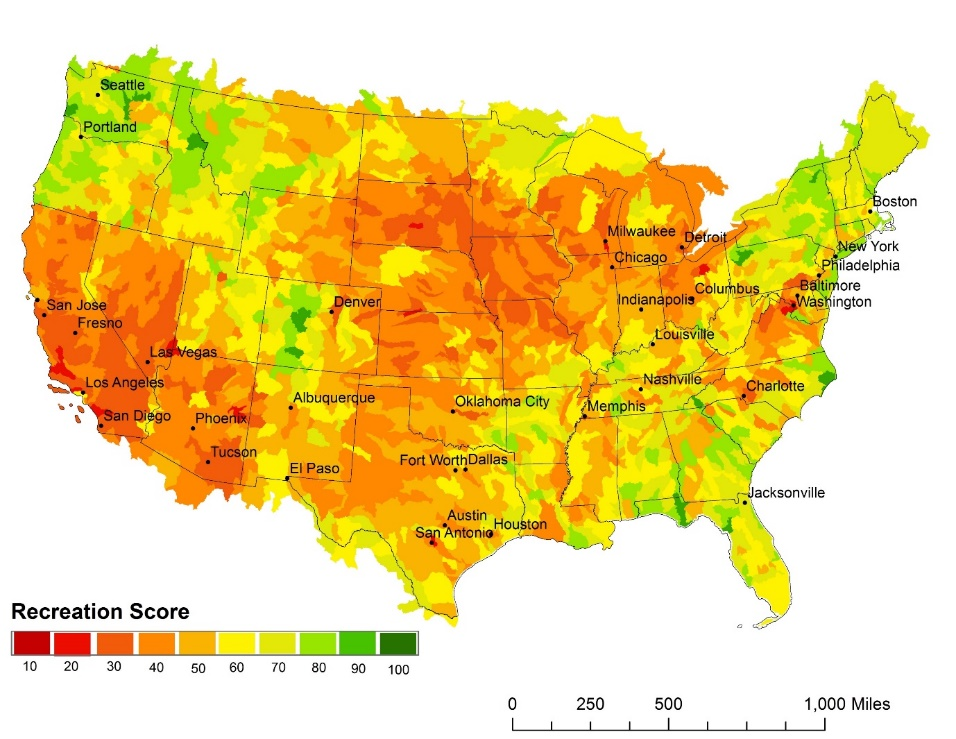 Seattle
Portland
Boston
Milwaukee
Detroit
New York
Chicago
Philadelphia
Columbus
Baltimore
Denver
Indianapolis
Washington
San Jose
Fresno
Louisville
Las Vegas
Los Angeles
Nashville
Charlotte
Albuquerque
Oklahoma City
Memphis
San Diego
Phoenix
Tucson
Fort Worth
Dallas
El Paso
Jacksonville
Austin
Houston
San Antonio
Recreation Score
10 20 30 40 50 60 70 80 90 100
0 250 500 1,000 Miles